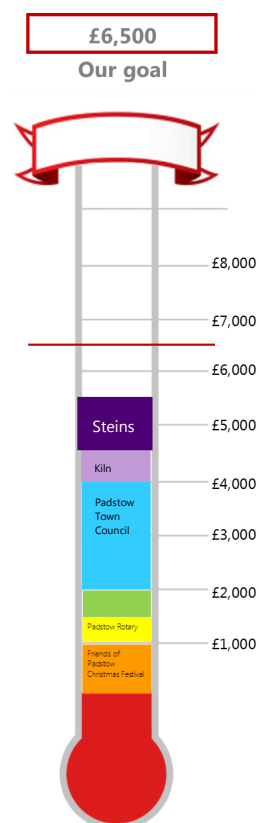 £6,500
Our goal
£8,000
£7,000
£6,000
Steins
£5,000
Kiln
£4,000
Padstow
Town
Council
£3,000
£2,000
Padstow Rotary
£1,000
Friends of
Padstow
Christmas Festival